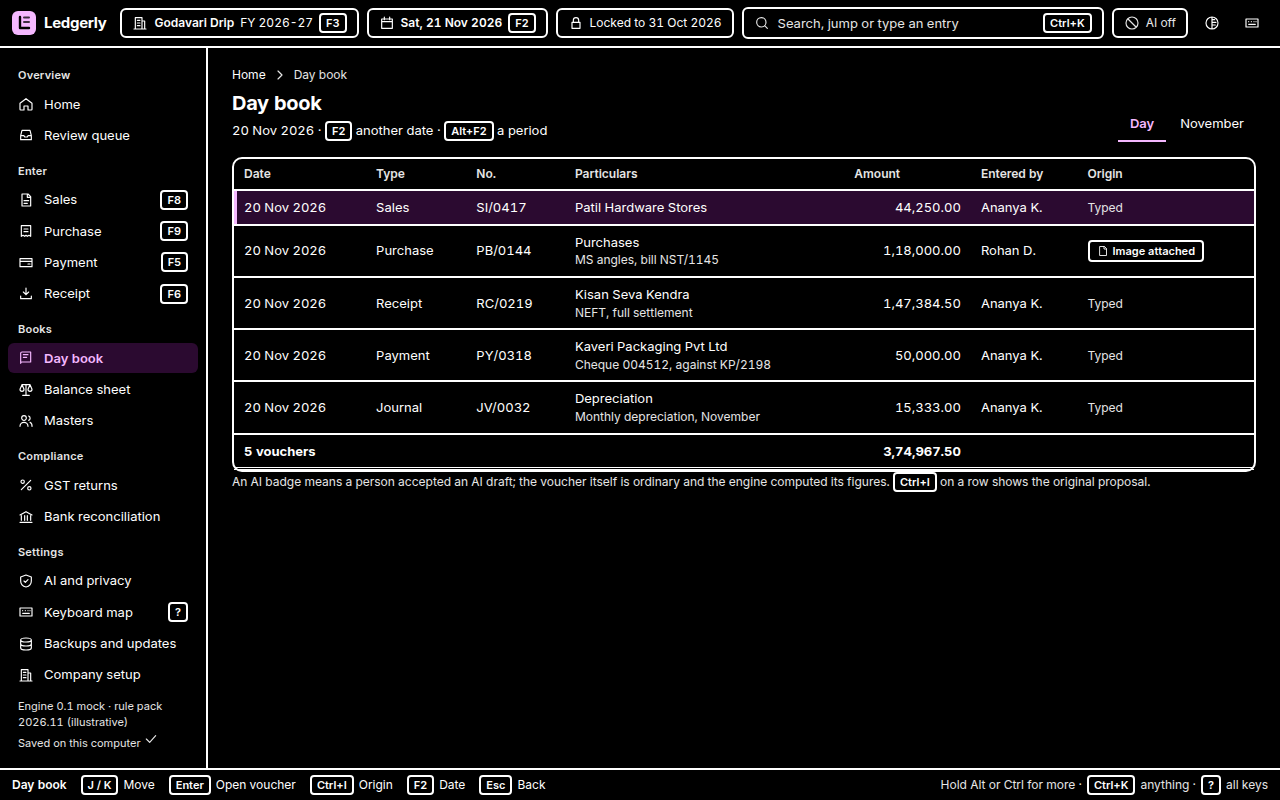 Ledgerly
Godavari Drip FY 2026-27 F3
Sat, 21 Nov 2026 F2
Locked to 31 Oct 2026
Search, jump or type an entry Ctrl+K
AI off
Overview
Home
Review queue
Enter
Sales F8
Purchase F9
Payment F5
Receipt F6
Books
Day book
Balance sheet
Masters
Compliance
GST returns
Bank reconciliation
Settings
AI and privacy
Keyboard map ?
Backups and updates
Company setup
Engine 0.1 mock · rule pack
2026.11 (illustrative)
Saved on this computer
Home > Day book
Day book
20 Nov 2026 · F2 another date · Alt+F2 a period
Day November
Date Type No. Particulars Amount Entered by Origin
20 Nov 2026 Sales SI/0417 Patil Hardware Stores 44,250.00 Ananya K. Typed
20 Nov 2026 Purchase PB/0144 Purchases 1,18,000.00 Rohan D. Image attached
MS angles, bill NST/1145
20 Nov 2026 Receipt RC/0219 Kisan Seva Kendra 1,47,384.50 Ananya K. Typed
NEFT, full settlement
20 Nov 2026 Payment PY/0318 Kaveri Packaging Pvt Ltd 50,000.00 Ananya K. Typed
Cheque 004512, against KP/2198
20 Nov 2026 Journal JV/0032 Depreciation 15,333.00 Ananya K. Typed
Monthly depreciation, November
5 vouchers 3,74,967.50
An AI badge means a person accepted an AI draft; the voucher itself is ordinary and the engine computed its figures. Ctrl+I on a row shows the original proposal.
Day book J / K Move Enter Open voucher Ctrl+I Origin F2 Date Esc Back
Hold Alt or Ctrl for more · Ctrl+K anything · ? all keys